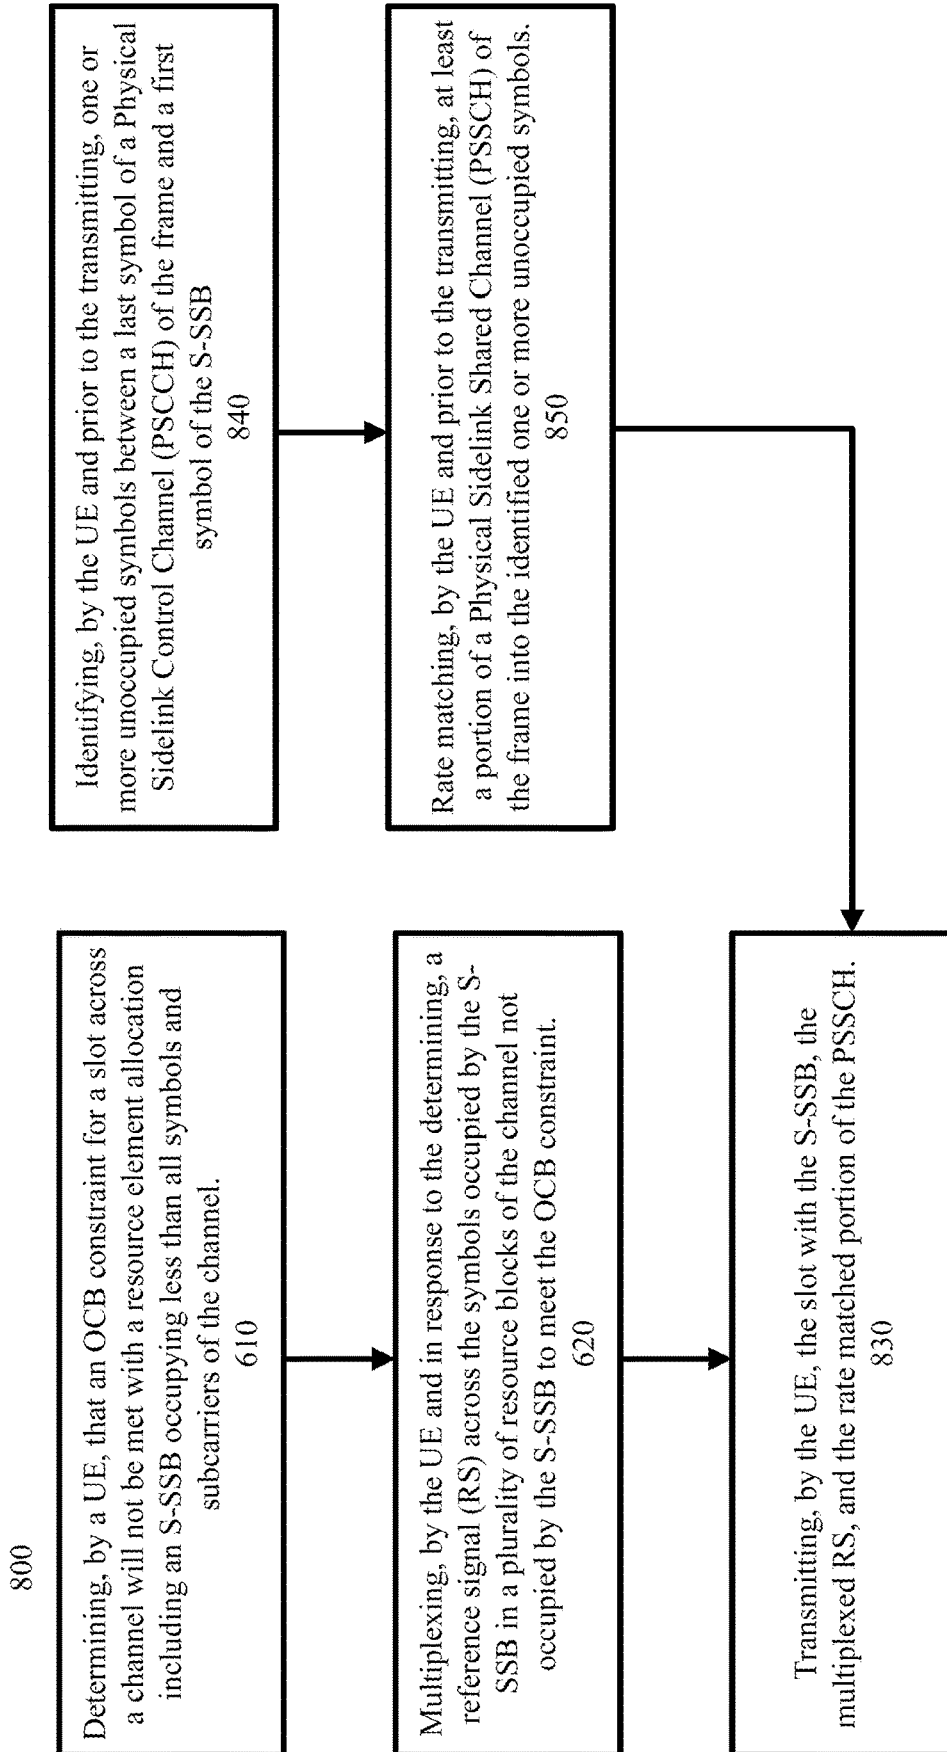 800
Determining, by a UE, that an OCB constraint for a slot across
a channel will not be met with a resource element allocation
including an S-SSB occupying less than all symbols and
subcarriers of the channel.
610
Multiplexing, by the UE and in response to the determining, a
reference signal (RS) across the symbols occupied by the S-
SSB in a plurality of resource blocks of the channel not
occupied by the S-SSB to meet the OCB constraint.
620
Transmitting, by the UE, the slot with the S-SSB, the
multiplexed RS, and the rate matched portion of the PSSCH.
830
Identifying, by the UE and prior to the transmitting, one or
more unoccupied symbols between a last symbol of a Physical
Sidelink Control Channel (PSCCH) of the frame and a first
symbol of the S-SSB
840
Rate matching, by the UE and prior to the transmitting, at least
a portion of a Physical Sidelink Shared Channel (PSSCH) of
the frame into the identified one or more unoccupied symbols.
850